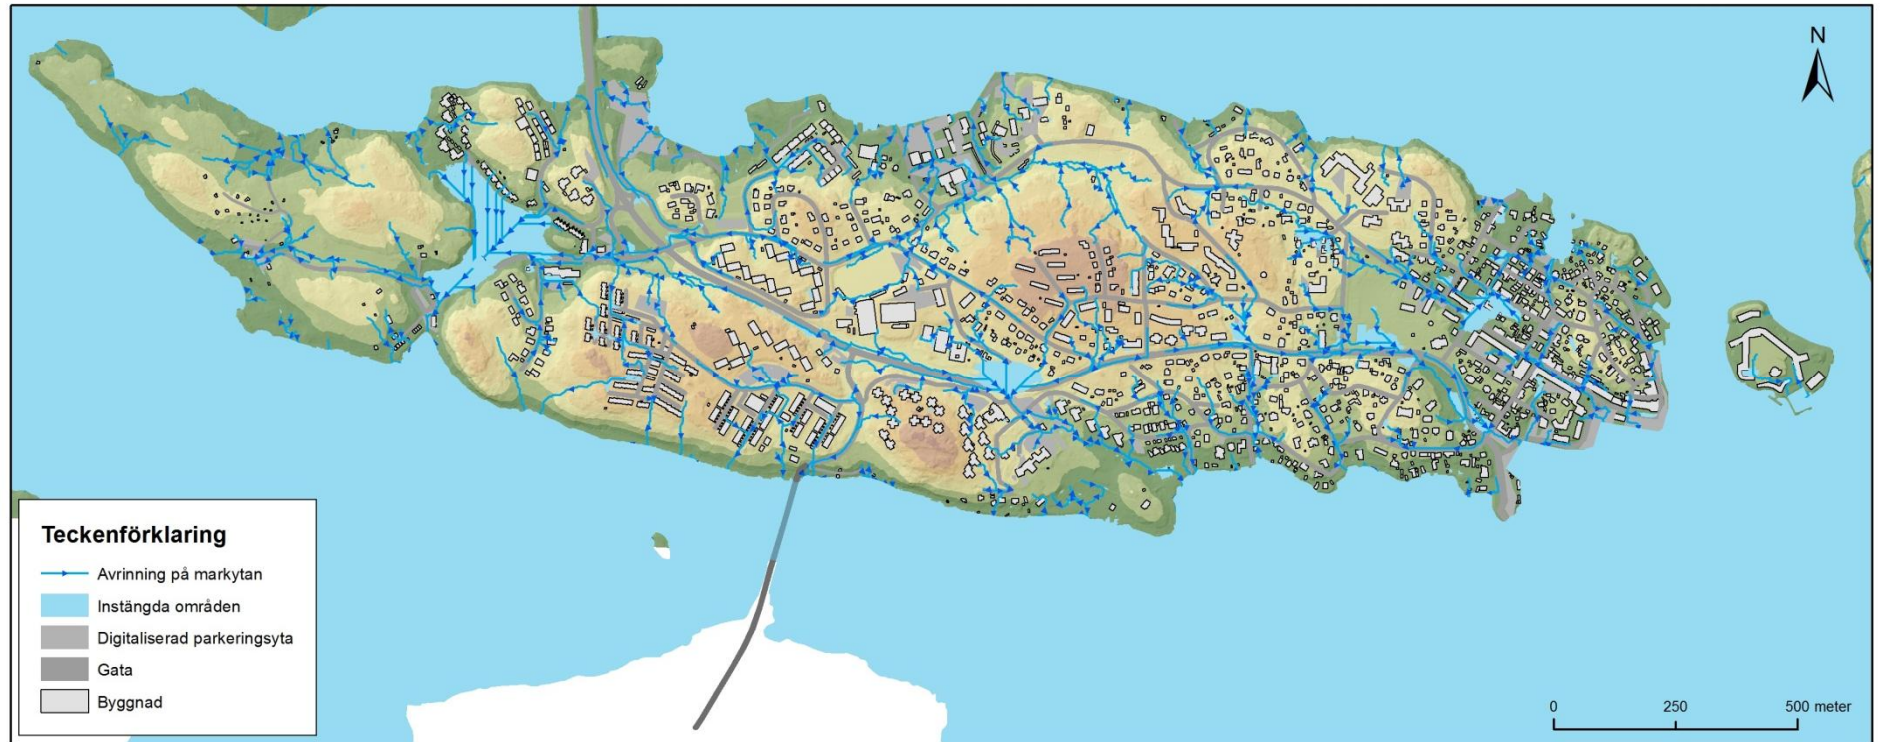 N
Teckenförklaring
Avrinning på markytan
Instängda områden
Digitaliserad parkeringsyta
Gata
Byggnad
0 250 500 meter